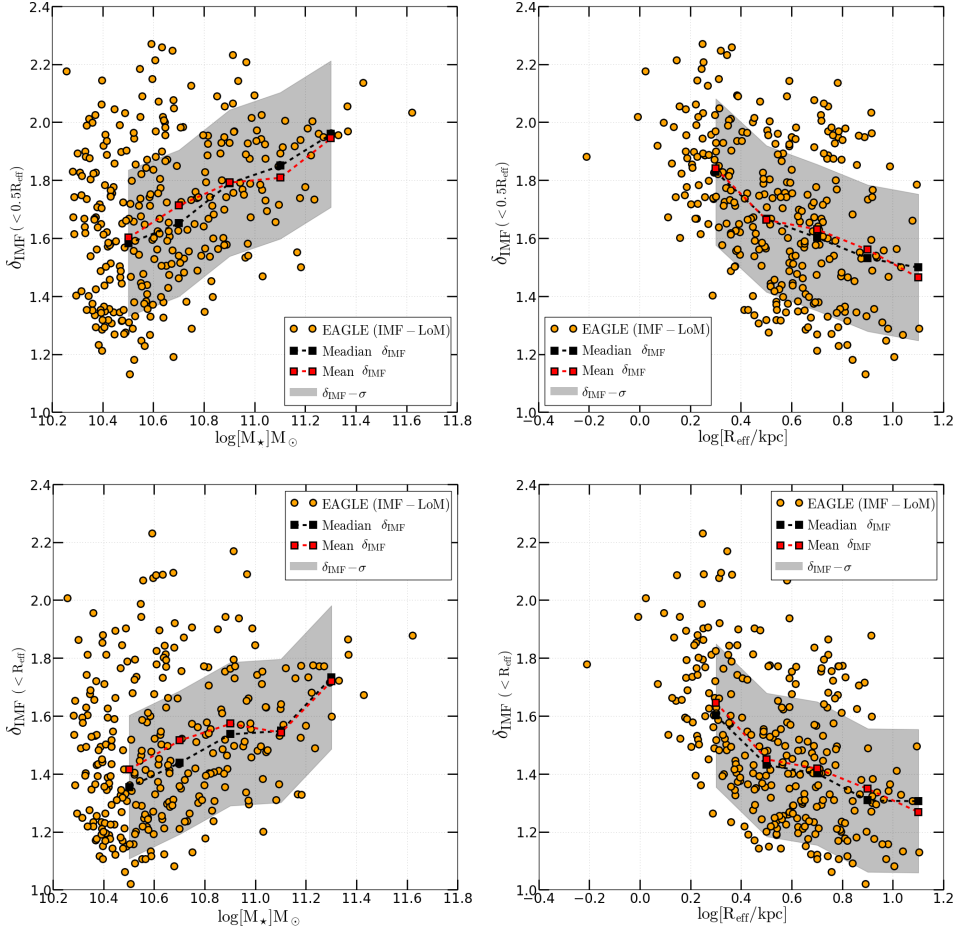 2.4
2.2
2.0
1.8
1.6
1.4
1.2
1.0
δIMF (<0.5Reff)
EAGLE (IMF−LoM)
Meadian δIMF
Mean δIMF
δIMF−σ
10.2 10.4 10.6 10.8 11.0 11.2 11.4 11.6 11.8
log[M⋆]M⊙
2.4
2.2
2.0
1.8
1.6
1.4
1.2
1.0
δIMF (<0.5Reff)
EAGLE (IMF−LoM)
Meadian δIMF
Mean δIMF
δIMF−σ
−0.4 −0.2 0.0 0.2 0.4 0.6 0.8 1.0 1.2
log[Reff/kpc]
2.4
2.2
2.0
1.8
1.6
1.4
1.2
1.0
δIMF (<Reff)
EAGLE (IMF−LoM)
Meadian δIMF
Mean δIMF
δIMF−σ
10.2 10.4 10.6 10.8 11.0 11.2 11.4 11.6 11.8
log[M⋆]M⊙
2.4
2.2
2.0
1.8
1.6
1.4
1.2
1.0
δIMF (<Reff)
EAGLE (IMF−LoM)
Meadian δIMF
Mean δIMF
δIMF−σ
−0.4 −0.2 0.0 0.2 0.4 0.6 0.8 1.0 1.2
log[Reff/kpc]